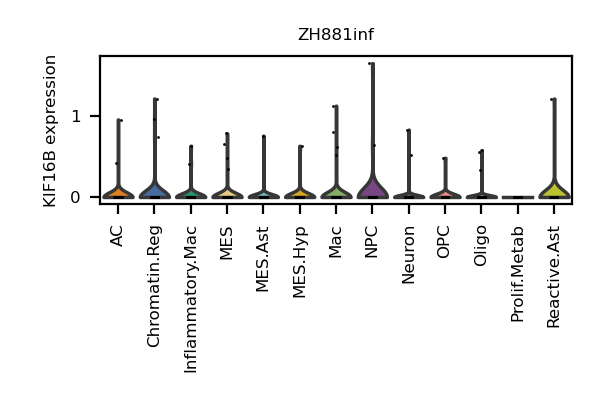 ZH881inf
KIF16B expression
1
0
AC
Chromatin.Reg
Inflammatory.Mac
MES
MES.Ast
MES.Hyp
Mac
NPC
Neuron
OPC
Oligo
Prolif.Metab
Reactive.Ast